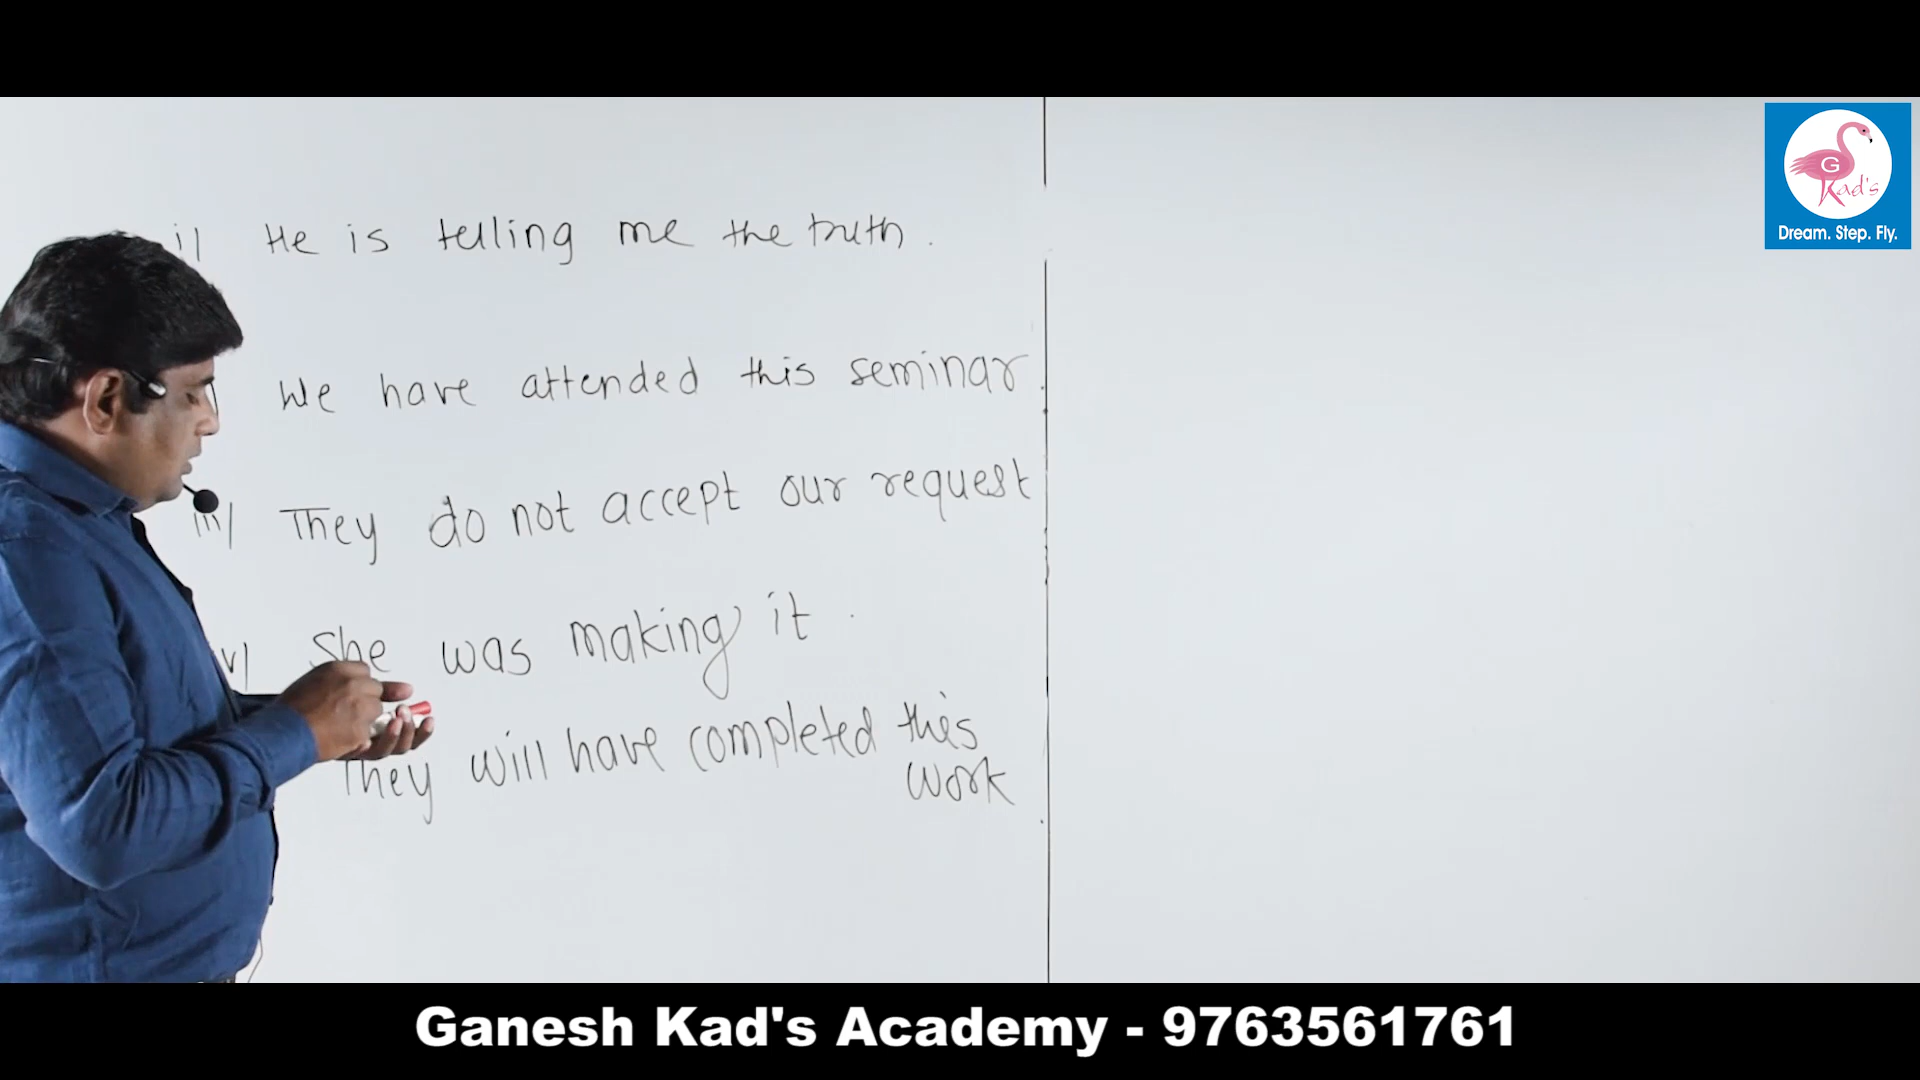 i) He is telling me the truth .
) We have attended this seminar .
iii) They do not accept our request
iv) She was making it .
They will have completed this
work
G
Kad's
Dream. Step. Fly.
Ganesh Kad's Academy - 9763561761